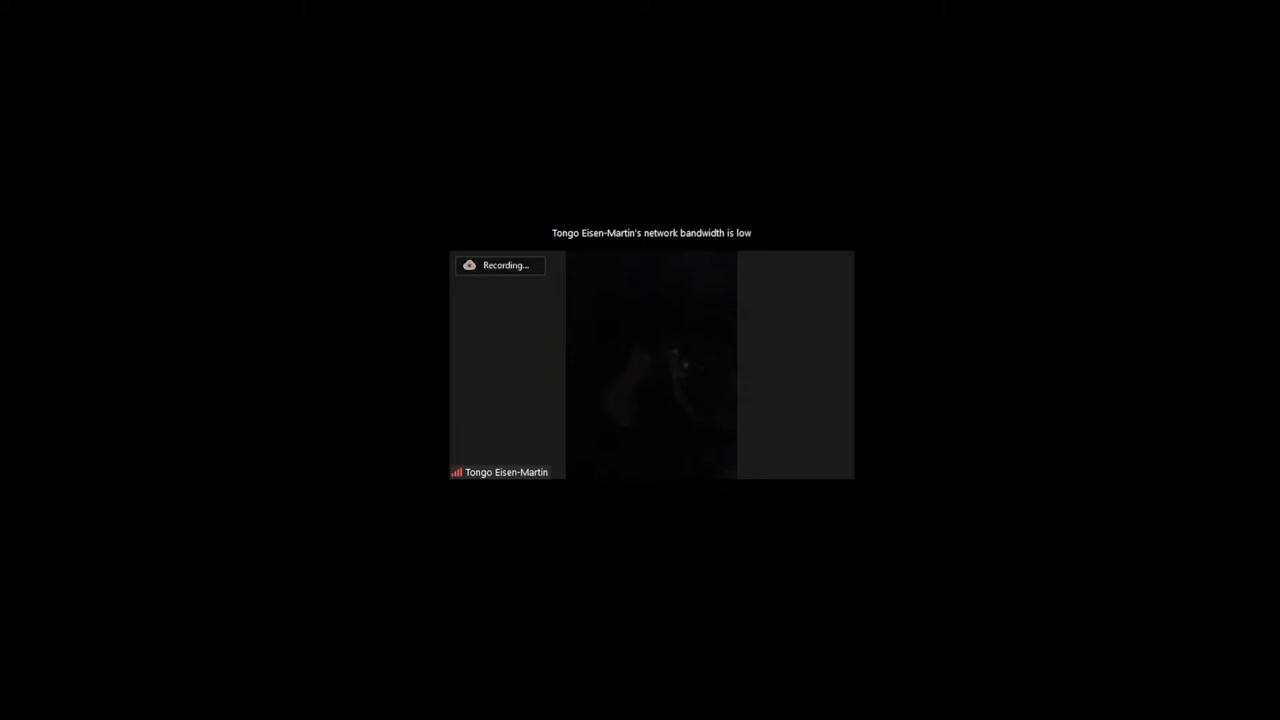 Tongo Eisen-Martin's network bandwidth is low
Recording...
Tongo Eisen-Martin